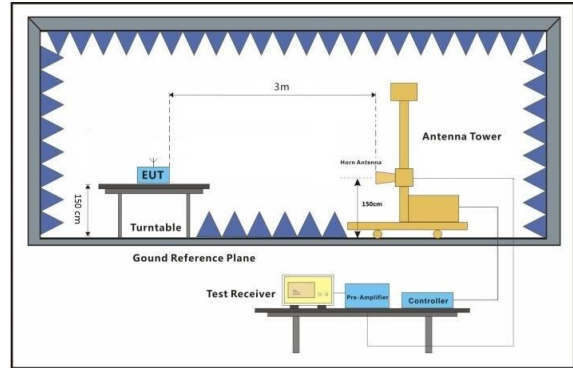 3m
Antenna Tower
Horn Antenna
EUT
150 cm
150cm
Turntable
Gound Reference Plane
Test Receiver
Pre-Amplifier
Controller